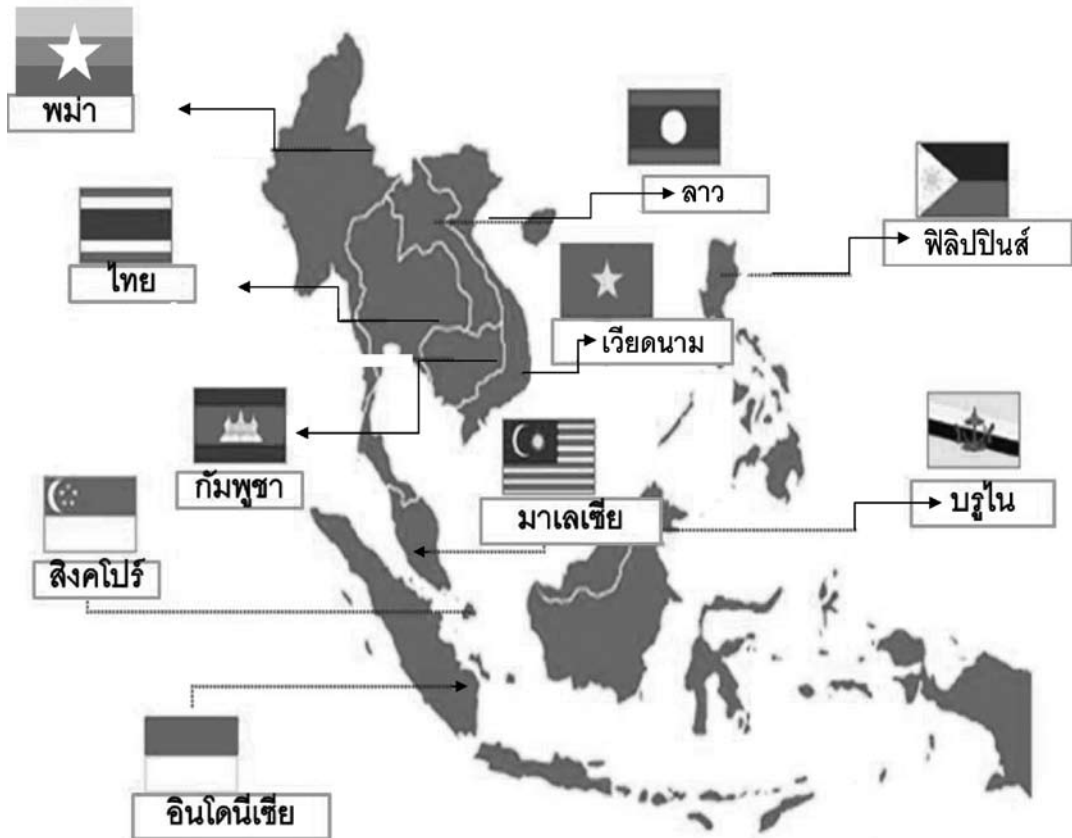 พม่า
ลาว
ฟิลิปปินส์
ไทย
เวียดนาม
กัมพูชา
มาเลเซีย
บรูไน
สิงคโปร์
อินโดนีเซีย